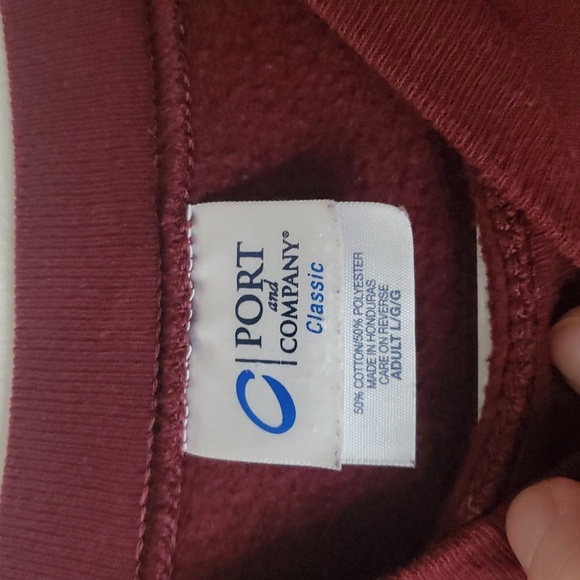 PORT
and
COMPANY®
Classic
50% COTTON/50% POLYESTER
MADE IN HONDURAS
CARE ON REVERSE
ADULT L/G/G